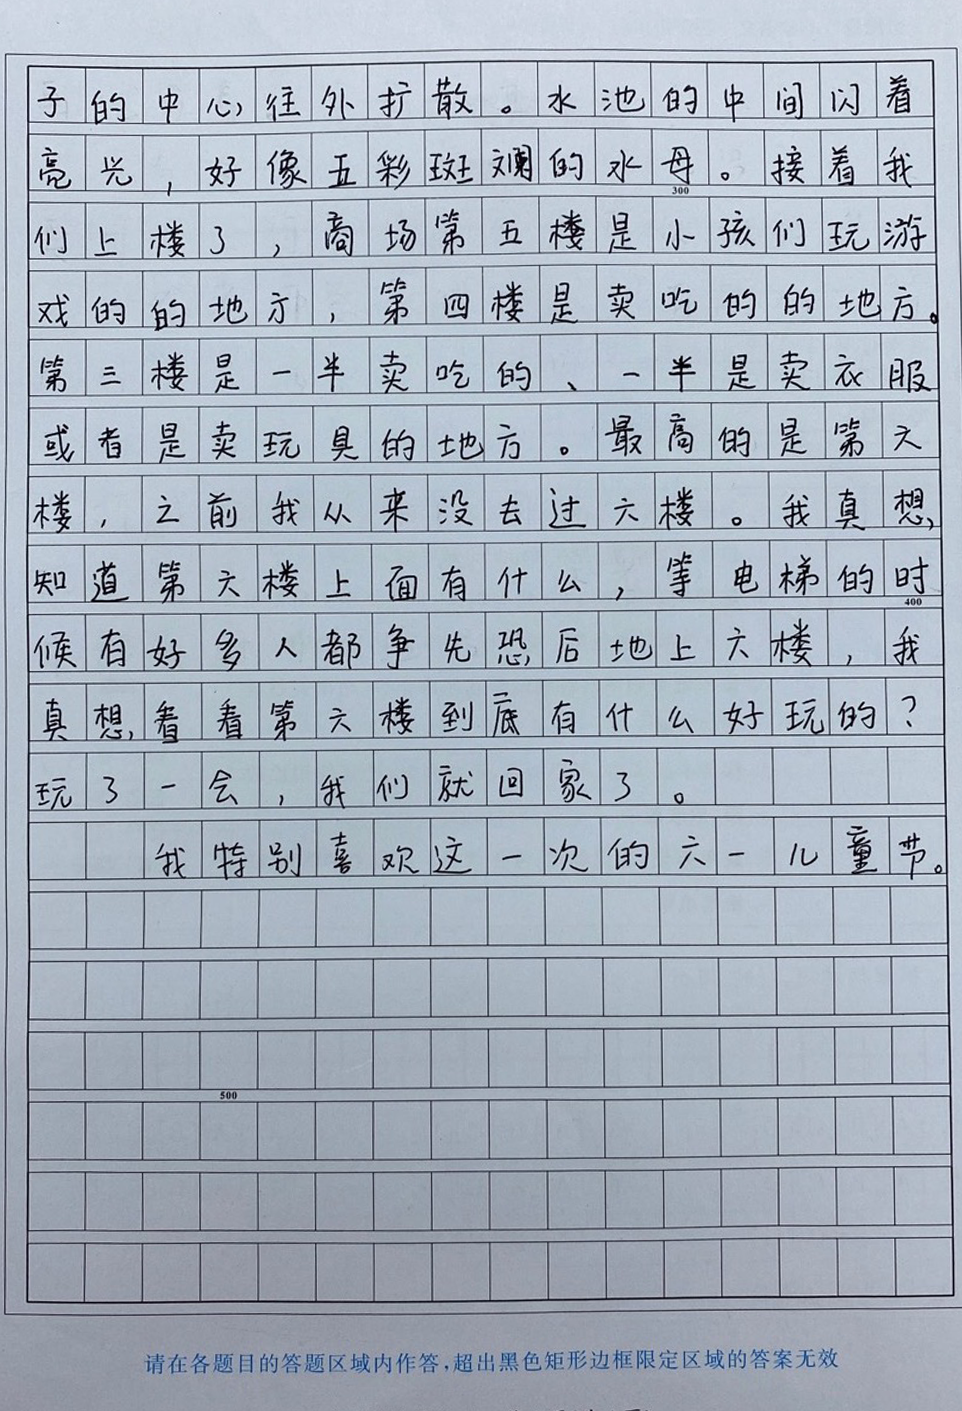 子的中心往外扩散。水池的中间闪着
亮光，好像五彩斑斓的水母。接着我
300
们上楼了，商场第五楼是小孩们玩游
戏的的地方，第四楼是卖吃的的地方。
第三楼是一半卖吃的、一半是卖衣服
或者是卖玩具的地方。最高的是第六
楼，之前我从来没去过六楼。我真想
知道第六楼上面有什么，等电梯的时
400
候有好多人都争先恐后地上六楼，我
真想看看第六楼到底有什么好玩的？
玩了一会，我们就回家了。
我特别喜欢这一次的六一儿童节。
500
请在各题目的答题区域内作答，超出黑色矩形边框限定区域的答案无效